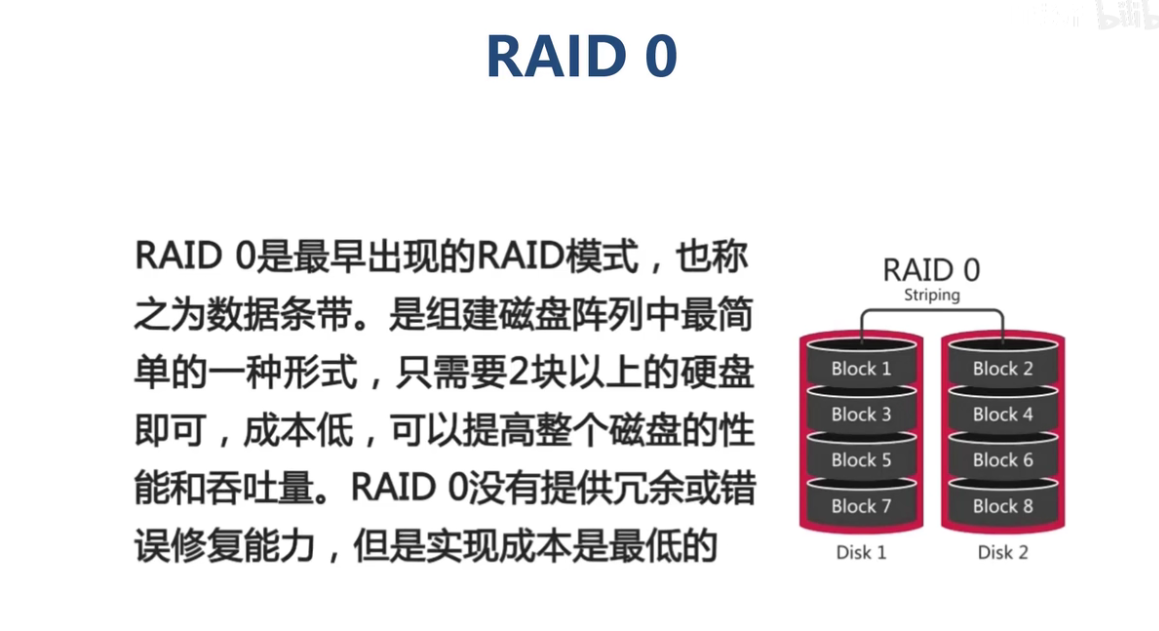 RAID 0
RAID 0是最早出现的RAID模式，也称
之为数据条带。是组建磁盘阵列中最简
单的一种形式，只需要2块以上的硬盘
即可，成本低，可以提高整个磁盘的性
能和吞吐量。RAID 0没有提供冗余或错
误修复能力，但是实现成本是最低的
RAID 0
Striping
Block 1 Block 2
Block 3 Block 4
Block 5 Block 6
Block 7 Block 8
Disk 1 Disk 2